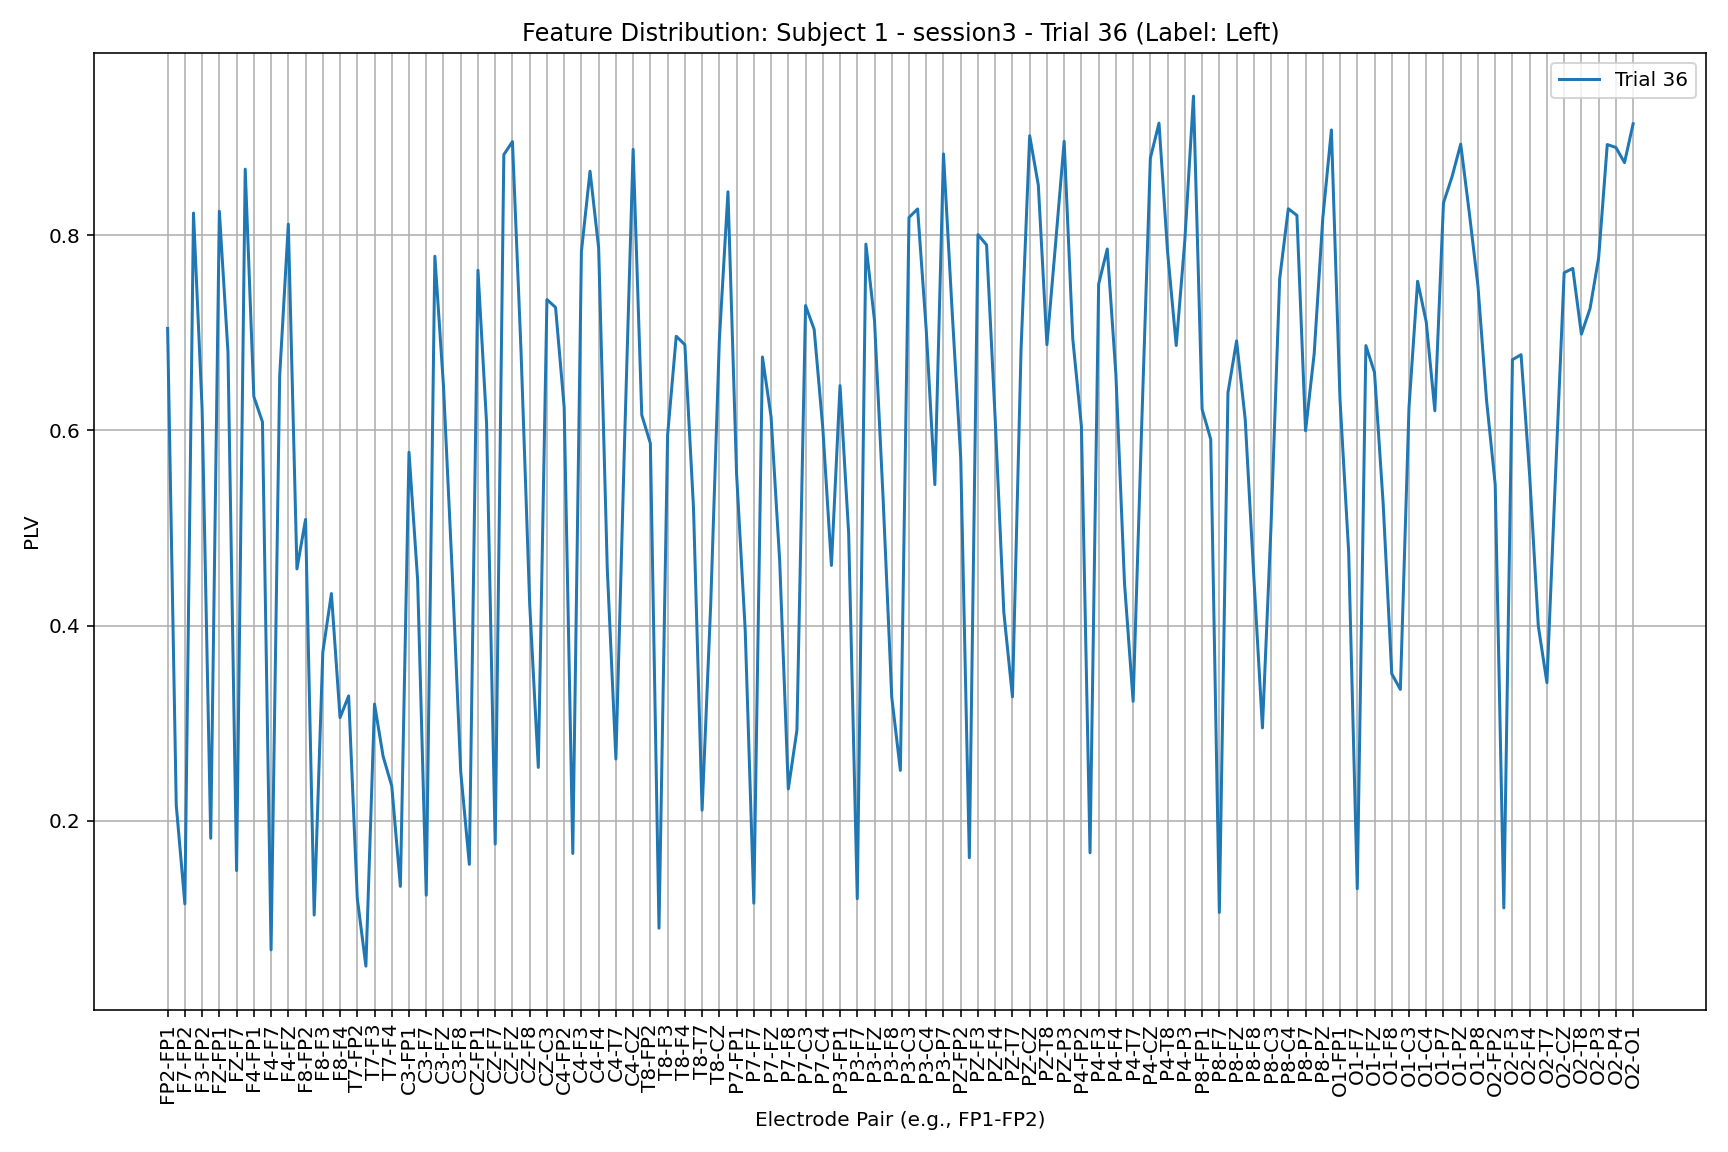 Feature Distribution: Subject 1 - session3 - Trial 36 (Label: Left)
Trial 36
PLV
0.8
0.6
0.4
0.2
FP2-FP1
F7-FP2
F3-FP2
FZ-FP1
FZ-F7
F4-FP1
F4-F7
F4-FZ
F8-FP2
F8-F3
F8-F4
T7-FP2
T7-F3
T7-F4
C3-FP1
C3-F7
C3-FZ
C3-F8
CZ-FP1
CZ-F7
CZ-FZ
CZ-F8
CZ-C3
C4-FP2
C4-F3
C4-F4
C4-T7
C4-CZ
T8-FP2
T8-F3
T8-F4
T8-T7
T8-CZ
P7-FP1
P7-F7
P7-FZ
P7-F8
P7-C3
P7-C4
P3-FP1
P3-F7
P3-FZ
P3-F8
P3-C3
P3-C4
P3-P7
PZ-FP2
PZ-F3
PZ-F4
PZ-T7
PZ-CZ
PZ-T8
PZ-P3
P4-FP2
P4-F3
P4-F4
P4-T7
P4-CZ
P4-T8
P4-P3
P8-FP1
P8-F7
P8-FZ
P8-F8
P8-C3
P8-C4
P8-P7
P8-PZ
O1-FP1
O1-F7
O1-FZ
O1-F8
O1-C3
O1-C4
O1-P7
O1-PZ
O1-P8
O2-FP2
O2-F3
O2-F4
O2-T7
O2-CZ
O2-T8
O2-P3
O2-P4
O2-O1
Electrode Pair (e.g., FP1-FP2)